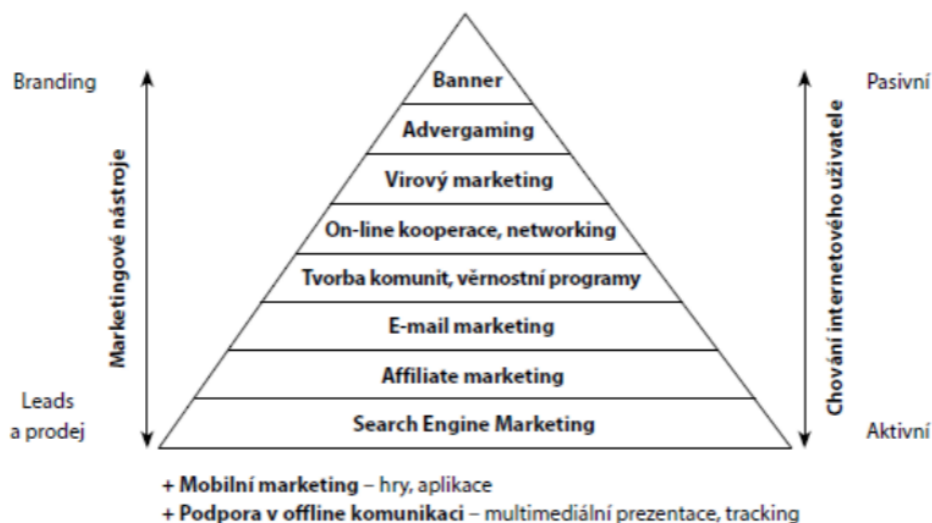 Branding
Pasivní
Marketingové nástroje
Chování internetového uživatele
Banner
Advergaming
Virový marketing
On-line kooperace, networking
Tvorba komunit, věrnostní programy
E-mail marketing
Affiliate marketing
Search Engine Marketing
Leads
a prodej
Aktivní
+ Mobilní marketing – hry, aplikace
+ Podpora v offline komunikaci – multimediální prezentace, tracking